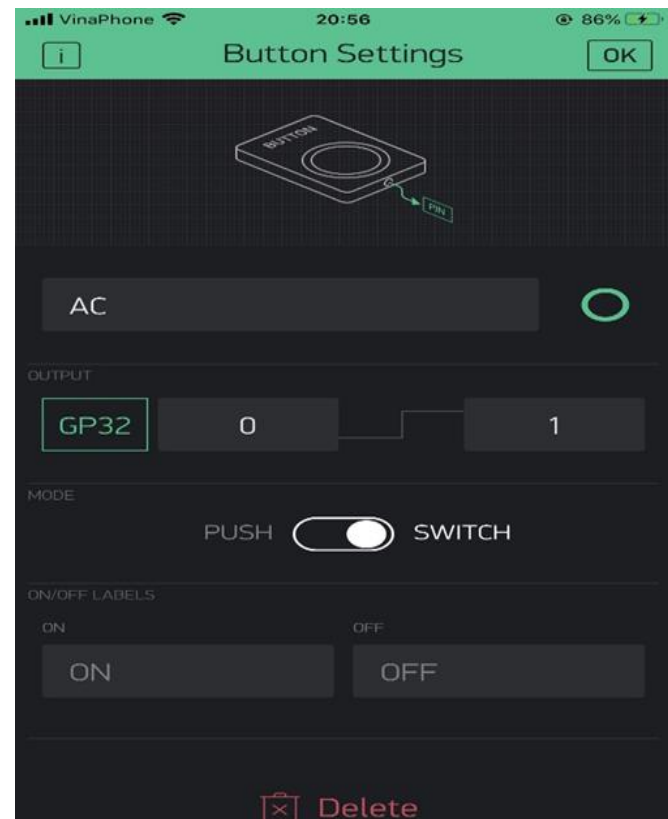 VinaPhone 20:56 86%
i Button Settings OK
BUTTON
PIN
AC
OUTPUT
GP32 0 1
MODE
PUSH SWITCH
ON/OFF LABELS
ON OFF
ON OFF
Delete